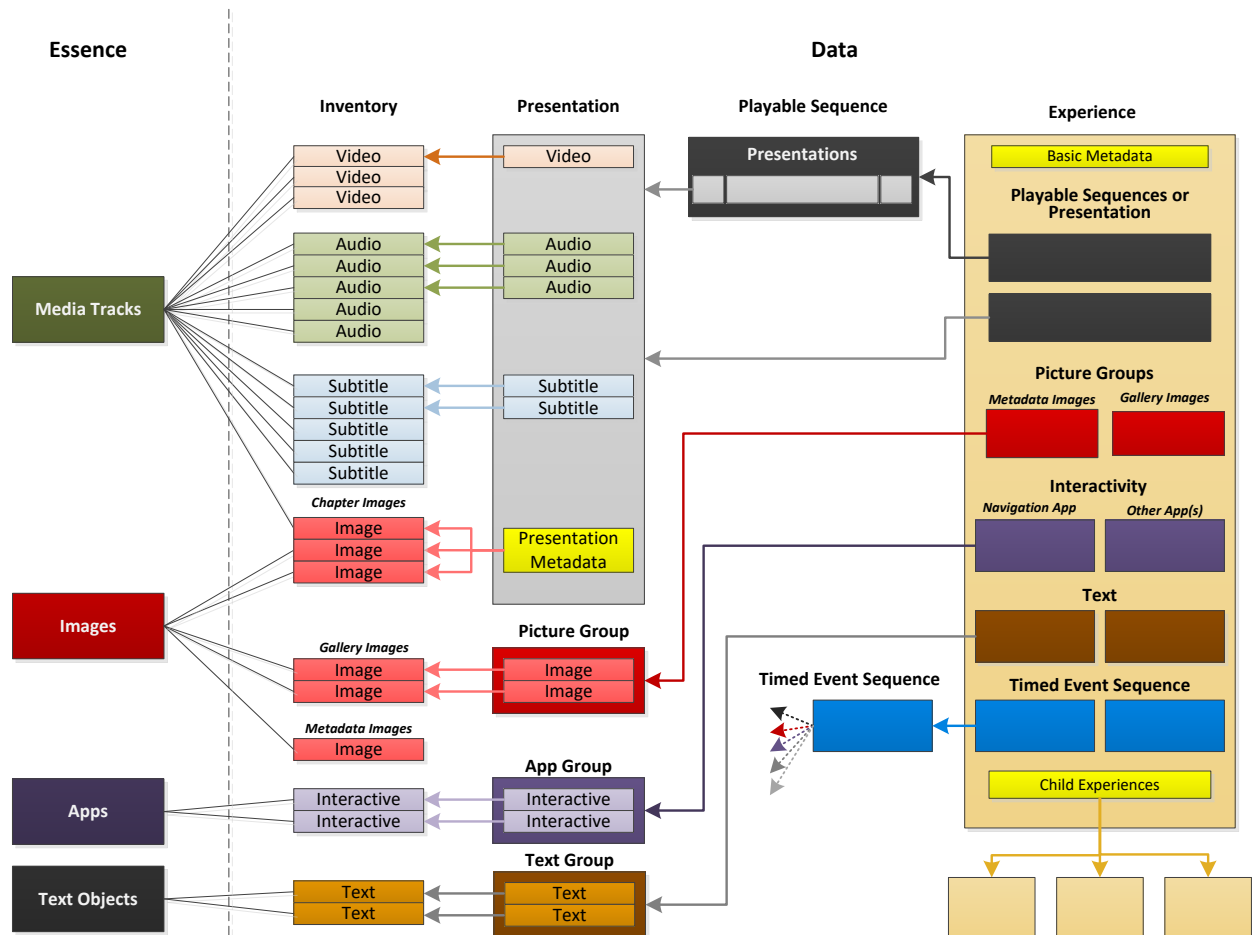 Essence
Data
Inventory
Presentation
Playable Sequence
Experience
Video
Video
Video
Video
Presentations
Basic Metadata
Playable Sequences or
Presentation
Audio
Audio
Audio
Audio
Audio
Audio
Audio
Audio
Media Tracks
Subtitle
Subtitle
Subtitle
Subtitle
Subtitle
Subtitle
Subtitle
Picture Groups
Metadata Images
Gallery Images
Interactivity
Navigation App
Other App(s)
Chapter Images
Image
Image
Image
Presentation
Metadata
Text
Images
Picture Group
Gallery Images
Image
Image
Image
Image
Timed Event Sequence
Timed Event Sequence
Metadata Images
Image
App Group
Child Experiences
Apps
Interactive
Interactive
Interactive
Interactive
Text Group
Text Objects
Text
Text
Text
Text